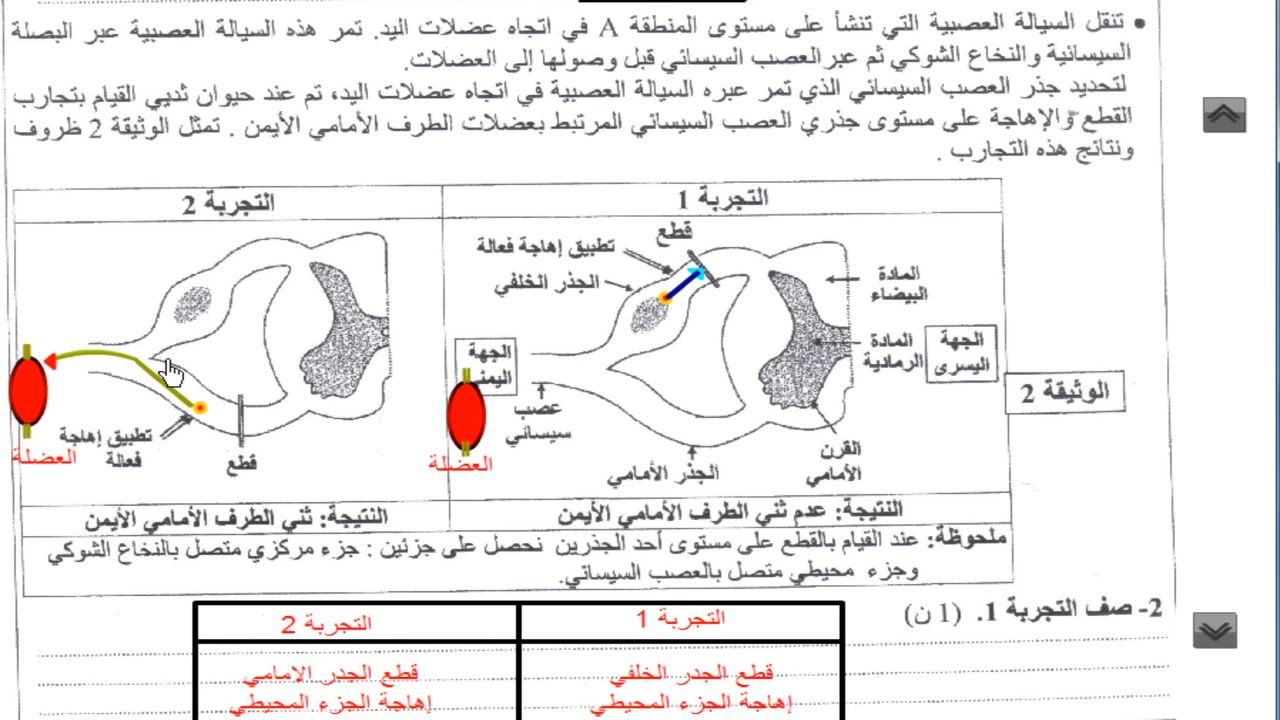 • تنقل السيالة العصبية التي تنشأ على مستوى المنطقة A في اتجاه عضلات اليد. تمر هذه السيالة العصبية عبر البصلة
السيسائية والنخاع الشوكي ثم عبر العصب السيسائي قبل وصولها إلى العضلات.
لتحديد جذر العصب السيسائي الذي تمر عبره السيالة العصبية في اتجاه عضلات اليد، تم عند حيوان ثديي القيام بتجارب
القطع والإهاجة على مستوى جذري العصب السيسائي المرتبط بعضلات الطرف الأمامي الأيمن . تمثل الوثيقة 2 ظروف
ونتائج هذه التجارب .
التجربة 1
التجربة 2
قطع
تطبيق إهاجة فعالة
الجذر الخلفي
المادة
البيضاء
المادة
الرمادية
الجهة
اليسرى
الجهة
اليمنى
عصب
سيسائي
القرن
الأمامي
الجذر الأمامي
العضلة
تطبيق إهاجة
فعالة
قطع
العضلة
الوثيقة 2
النتيجة: عدم ثني الطرف الأمامي الأيمن
النتيجة: ثني الطرف الأمامي الأيمن
ملحوظة: عند القيام بالقطع على مستوى أحد الجذرين نحصل على جزئين : جزء مركزي متصل بالنخاع الشوكي
وجزء محيطي متصل بالعصب السيسائي.
2- صف التجربة 1. (1 ن)
التجربة 1
التجربة 2
قطع الجدر الخلفي
قطع الجدر الامامي
إهاجة الجزء المحيطي
إهاجة الجزء المحيطي